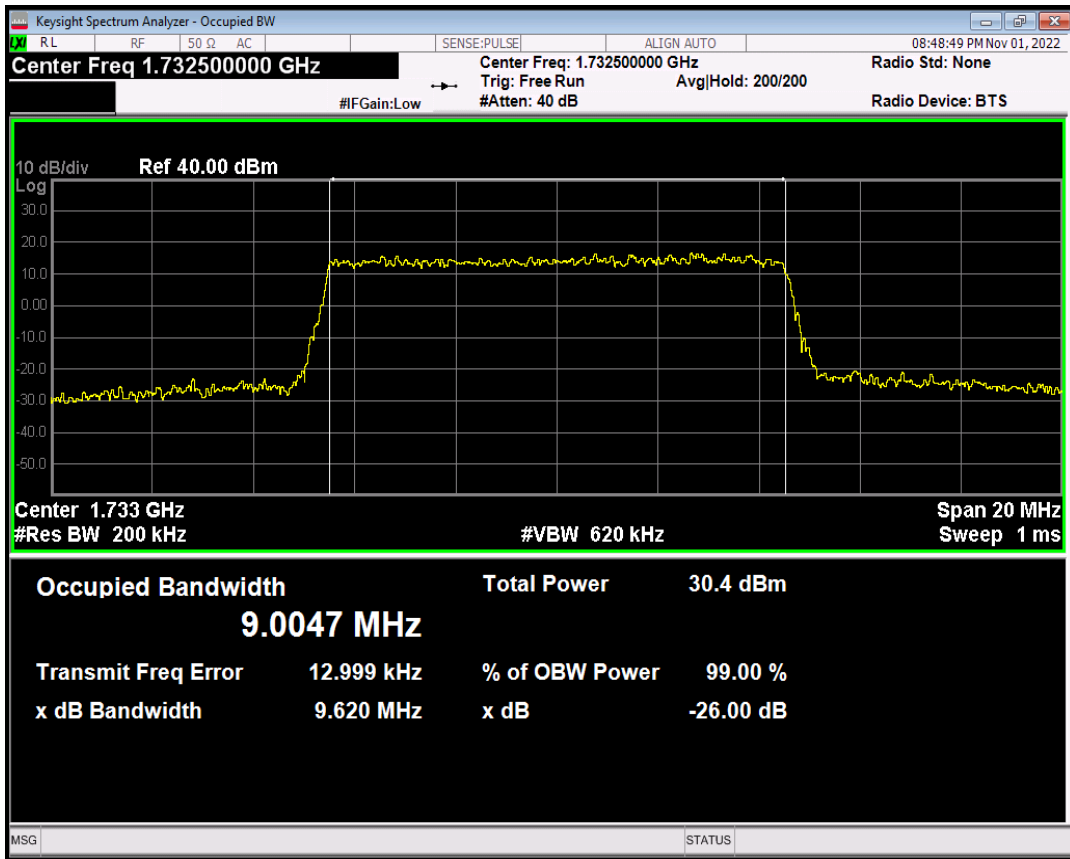 Keysight Spectrum Analyzer - Occupied BW
LXI RL RF 50 Ω AC SENSE:PULSE ALIGN AUTO 08:48:49 PM Nov 01, 2022
Center Freq 1.732500000 GHz
Center Freq: 1.732500000 GHz
Radio Std: None
Trig: Free Run Avg|Hold: 200/200
#IFGain:Low #Atten: 40 dB Radio Device: BTS
10 dB/div Ref 40.00 dBm
Log
30.0
20.0
10.0
0.00
-10.0
-20.0
-30.0
-40.0
-50.0
Center 1.733 GHz Span 20 MHz
#Res BW 200 kHz #VBW 620 kHz Sweep 1 ms
Occupied Bandwidth Total Power 30.4 dBm
9.0047 MHz
Transmit Freq Error 12.999 kHz % of OBW Power 99.00 %
x dB Bandwidth 9.620 MHz x dB -26.00 dB
MSG STATUS